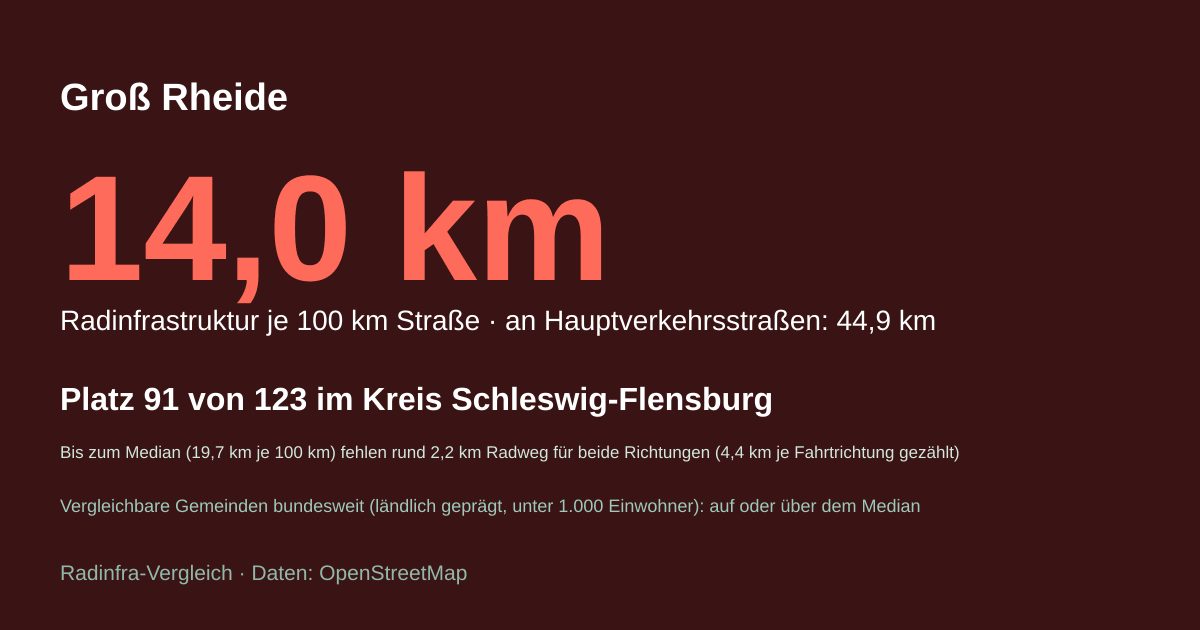 Groß Rheide
14,0 km
Radinfrastruktur je 100 km Straße · an Hauptverkehrsstraßen: 44,9 km
Platz 91 von 123 im Kreis Schleswig-Flensburg
Bis zum Median (19,7 km je 100 km) fehlen rund 2,2 km Radweg für beide Richtungen (4,4 km je Fahrtrichtung gezählt)
Vergleichbare Gemeinden bundesweit (ländlich geprägt, unter 1.000 Einwohner): auf oder über dem Median
Radinfra-Vergleich · Daten: OpenStreetMap